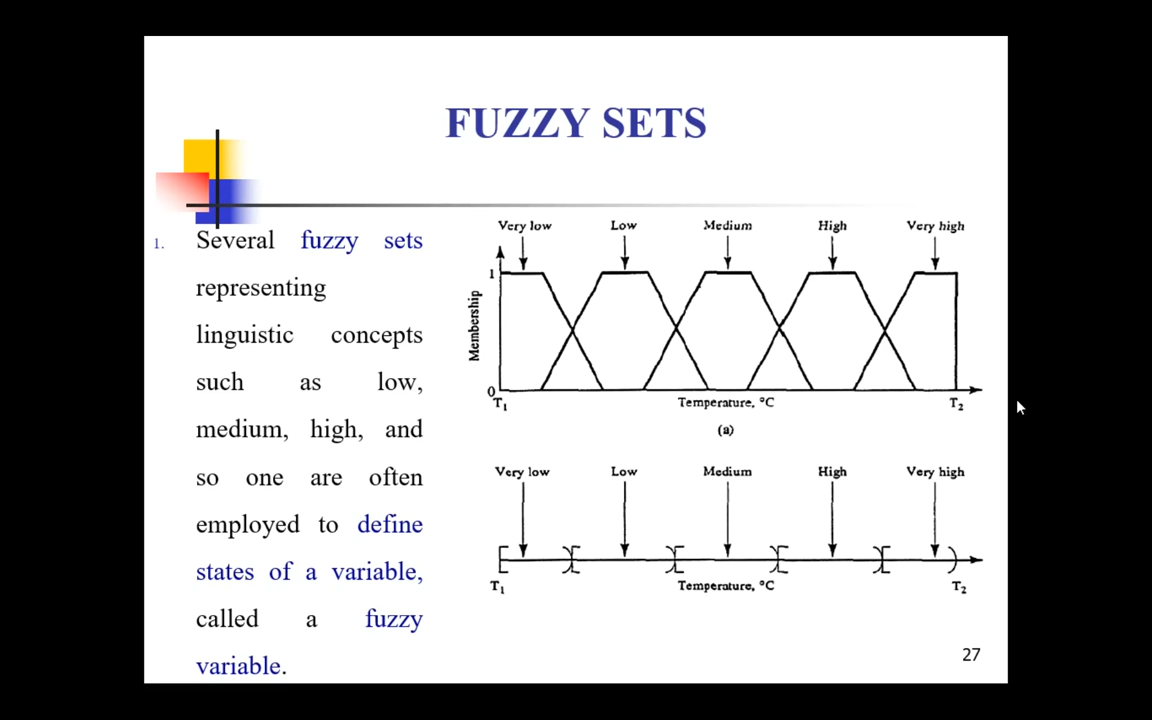 FUZZY SETS
1. Several fuzzy sets
representing
linguistic concepts
such as low,
medium, high, and
so one are often
employed to define
states of a variable,
called a fuzzy
variable.
Very low Low Medium High Very high
1
Membership
0
T1 Temperature, °C T2
(a)
Very low Low Medium High Very high
T1 Temperature, °C T2
27